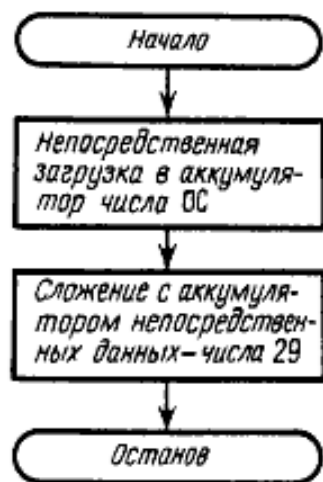 Начало
Непосредственная
загрузка в аккумуля-
тор числа 0C
Сложение с аккумуля-
тором непосредствен-
ных данных–числа 29
Останов